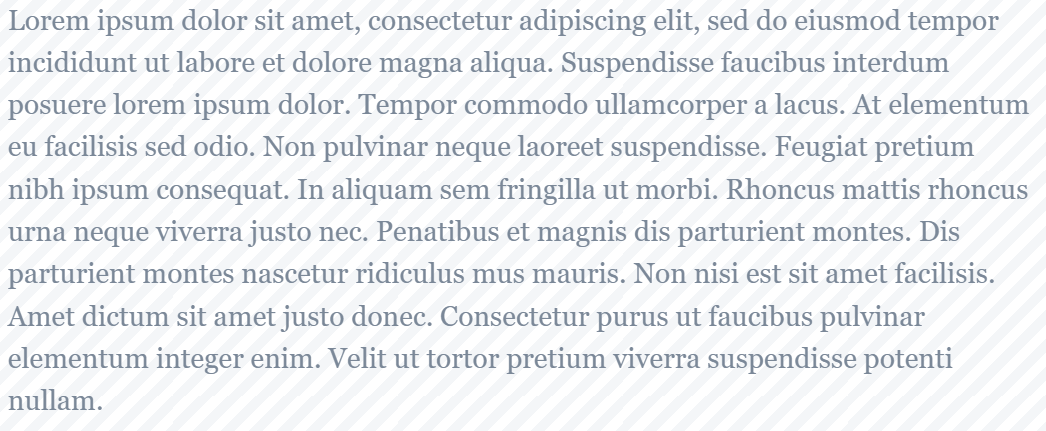 Lorem ipsum dolor sit amet, consectetur adipiscing elit, sed do eiusmod tempor
incididunt ut labore et dolore magna aliqua. Suspendisse faucibus interdum
posuere lorem ipsum dolor. Tempor commodo ullamcorper a lacus. At elementum
eu facilisis sed odio. Non pulvinar neque laoreet suspendisse. Feugiat pretium
nibh ipsum consequat. In aliquam sem fringilla ut morbi. Rhoncus mattis rhoncus
urna neque viverra justo nec. Penatibus et magnis dis parturient montes. Dis
parturient montes nascetur ridiculus mus mauris. Non nisi est sit amet facilisis.
Amet dictum sit amet justo donec. Consectetur purus ut faucibus pulvinar
elementum integer enim. Velit ut tortor pretium viverra suspendisse potenti
nullam.